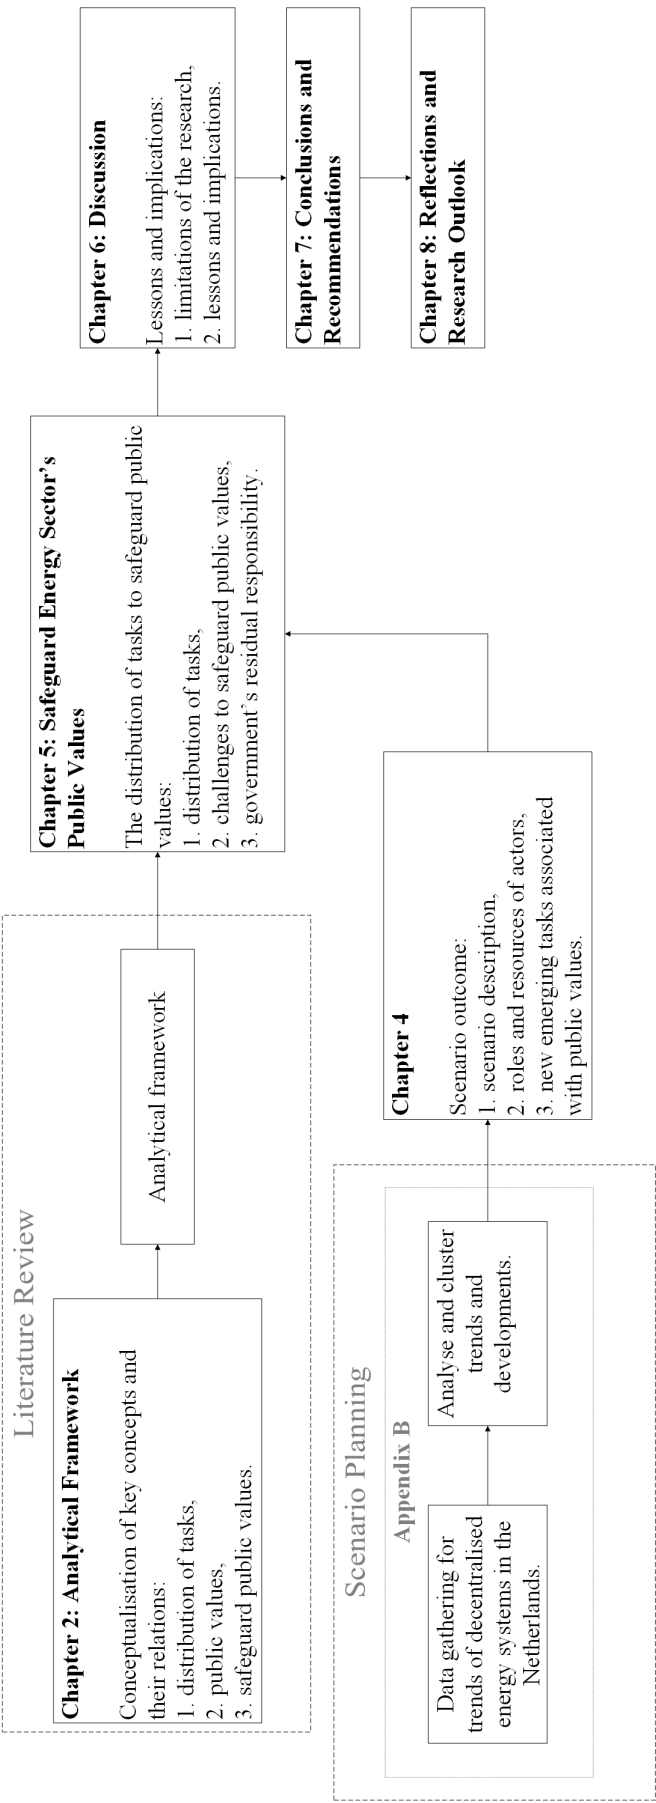 Literature Review
Chapter 2: Analytical Framework
Conceptualisation of key concepts and
their relations:
1. distribution of tasks,
2. public values,
3. safeguard public values.
Analytical framework
Scenario Planning
Appendix B
Data gathering for
trends of decentralised
energy systems in the
Netherlands.
Analyse and cluster
trends and
developments.
Chapter 4
Scenario outcome:
1. scenario description,
2. roles and resources of actors,
3. new emerging tasks associated
with public values.
Chapter 5: Safeguard Energy Sector's
Public Values
The distribution of tasks to safeguard public
values:
1. distribution of tasks,
2. challenges to safeguard public values,
3. government's residual responsibility.
Chapter 6: Discussion
Lessons and implications:
1. limitations of the research,
2. lessons and implications.
Chapter 7: Conclusions and
Recommendations
Chapter 8: Reflections and
Research Outlook